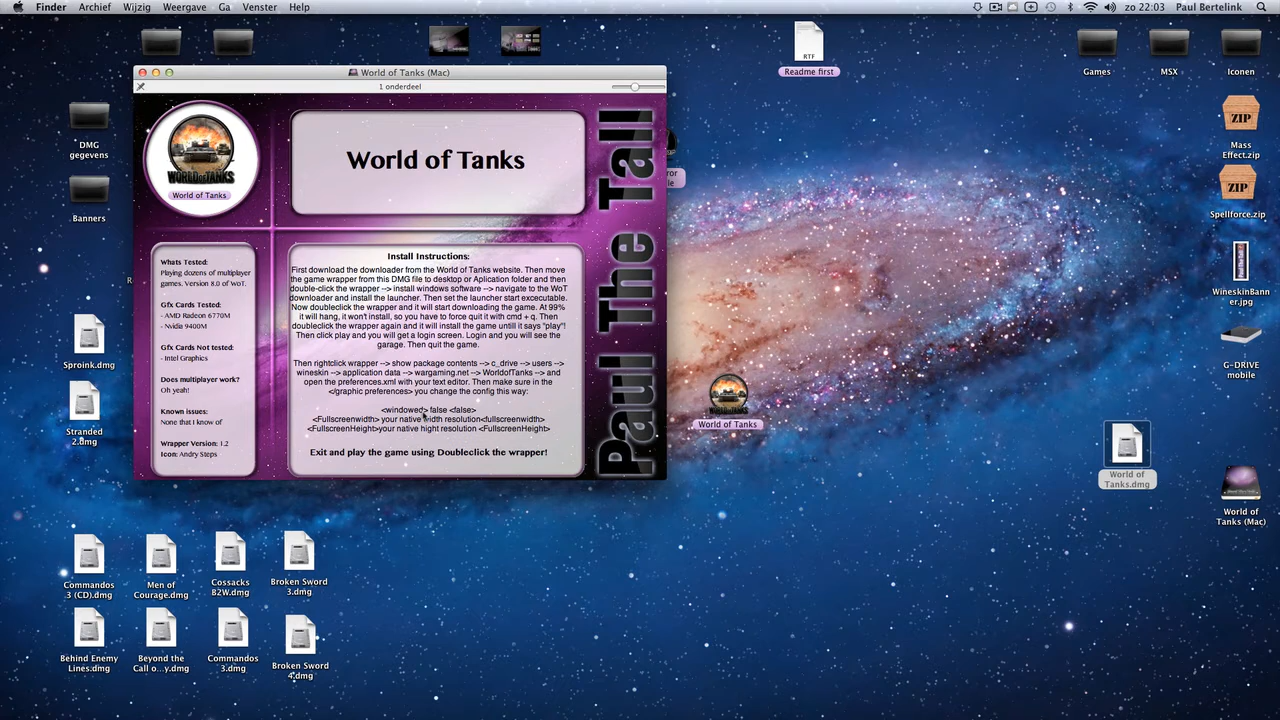 Finder Archief Wijzig Weergave Ga Venster Help
zo 22:03 Paul Bertelink
World of Tanks (Mac)
1 onderdeel
WORLD OF TANKS
World of Tanks
World of Tanks
Paul The Tall
Whats Tested:
Playing dozens of multiplayer
games. Version 8.0 of WoT.
Gfx Cards Tested:
- AMD Radeon 6770M
- Nvidia 9400M
Gfx Cards Not tested:
- Intel Graphics
Does multiplayer work?
Oh yeah!
Known issues:
None that I know of
Wrapper Version: 1.2
Icon: Andry Steps
Install Instructions:
First download the downloader from the World of Tanks website. Then move
the game wrapper from this DMG file to desktop or Aplication folder and then
double-click the wrapper --> install windows software --> navigate to the WoT
downloader and install the launcher. Then set the launcher start excecutable.
Now doubleclick the wrapper and it will start downloading the game. At 99%
it will hang, it won't install, so you have to force quit it with cmd + q. Then
doubleclick the wrapper again and it will install the game untill it says "play"!
Then click play and you will get a login screen. Login and you will see the
garage. Then quit the game.
Then rightclick wrapper --> show package contents --> c_drive --> users -->
wineskin --> application data --> wargaming.net --> WorldofTanks --> and
open the preferences.xml with your text editor. Then make sure in the
</graphic preferences> you change the config this way:
<windowed> false <false>
<Fullscreenwidth> your native width resolution<fullscreenwidth>
<FullscreenHeight>your native hight resolution <FullscreenHeight>
Exit and play the game using Doubleclick the wrapper!
RTF
Readme first
Games
MSX
Iconen
DMG
gegevens
Banners
ZIP
Mass
Effect.zip
ZIP
Spellforce.zip
Paul The Tall
WineskinBann
er.jpg
G-DRIVE
mobile
Sproink.dmg
Stranded
2.dmg
World of Tanks
World of
Tanks.dmg
World of
Tanks (Mac)
Commandos
3 (CD).dmg
Men of
Courage.dmg
Cossacks
B2W.dmg
Broken Sword
3.dmg
Behind Enemy
Lines.dmg
Beyond the
Call o...y.dmg
Commandos
3.dmg
Broken Sword
4.dmg